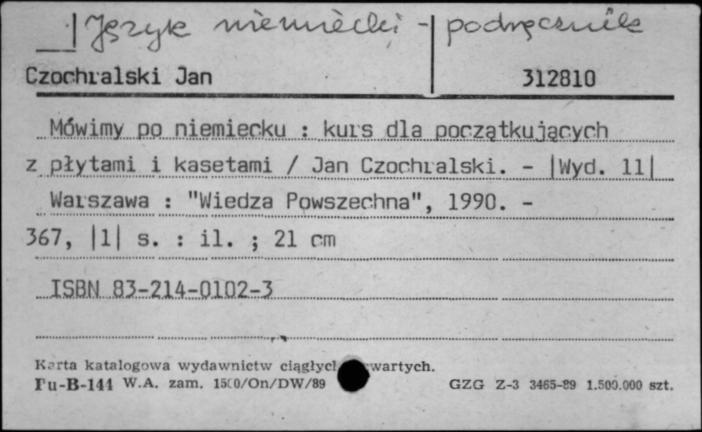 Język niemiecki - podręcznik
Czochralski Jan 312810
Mówimy po niemiecku : kurs dla początkujących
z płytami i kasetami / Jan Czochralski. - |Wyd. 11|
Warszawa : "Wiedza Powszechna", 1990. -
367, |1| s. : il. ; 21 cm
ISBN 83-214-0102-3
Karta katalogowa wydawnictw ciągłych wartych.
Pu-B-144 W.A. zam. 1500/On/DW/89 GZG Z-3 3465-89 1.500.000 szt.